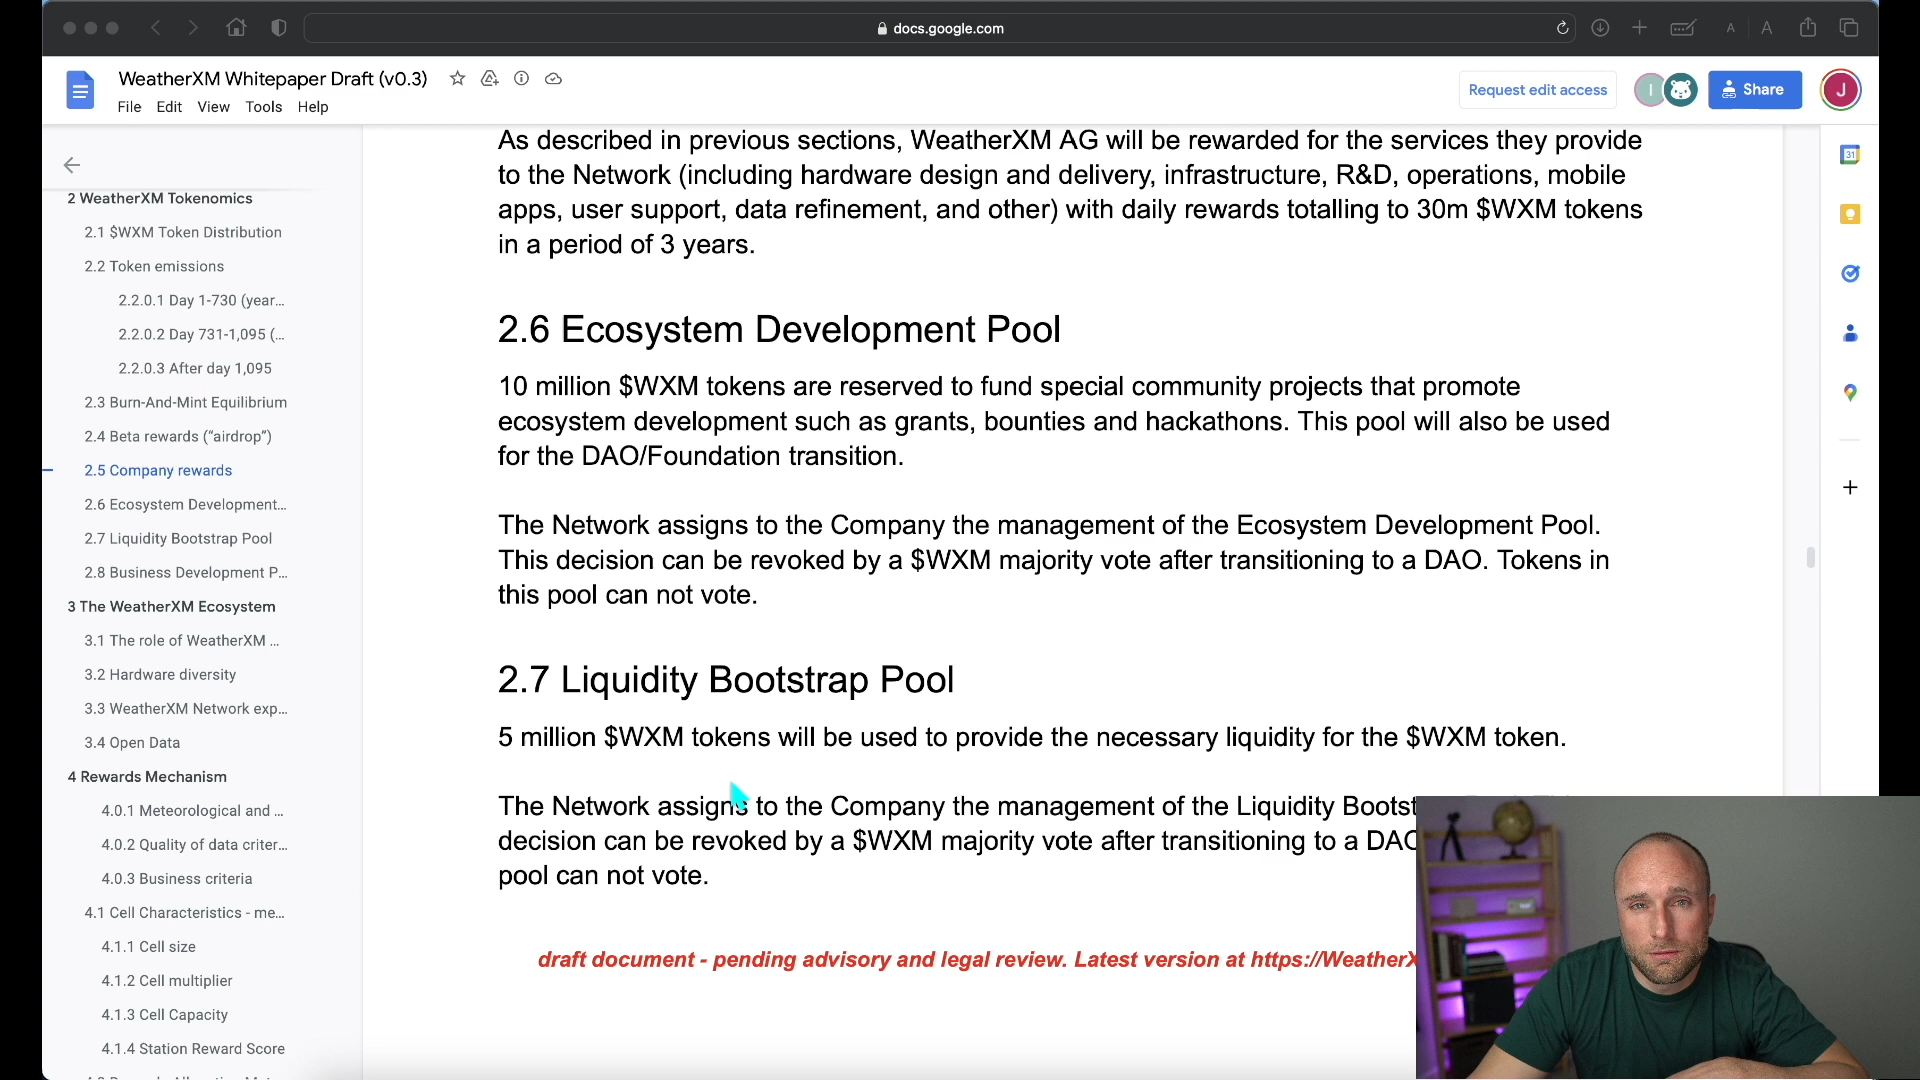 docs.google.com
A A
WeatherXM Whitepaper Draft (v0.3)
File Edit View Tools Help
Request edit access
I
Share
J
31
2 WeatherXM Tokenomics
2.1 $WXM Token Distribution
2.2 Token emissions
2.2.0.1 Day 1-730 (year...
2.2.0.2 Day 731-1,095 (...
2.2.0.3 After day 1,095
2.3 Burn-And-Mint Equilibrium
2.4 Beta rewards (“airdrop”)
2.5 Company rewards
2.6 Ecosystem Development...
2.7 Liquidity Bootstrap Pool
2.8 Business Development P...
3 The WeatherXM Ecosystem
3.1 The role of WeatherXM ...
3.2 Hardware diversity
3.3 WeatherXM Network exp...
3.4 Open Data
4 Rewards Mechanism
4.0.1 Meteorological and ...
4.0.2 Quality of data criter...
4.0.3 Business criteria
4.1 Cell Characteristics - me...
4.1.1 Cell size
4.1.2 Cell multiplier
4.1.3 Cell Capacity
4.1.4 Station Reward Score
As described in previous sections, WeatherXM AG will be rewarded for the services they provide
to the Network (including hardware design and delivery, infrastructure, R&D, operations, mobile
apps, user support, data refinement, and other) with daily rewards totalling to 30m $WXM tokens
in a period of 3 years.
2.6 Ecosystem Development Pool
10 million $WXM tokens are reserved to fund special community projects that promote
ecosystem development such as grants, bounties and hackathons. This pool will also be used
for the DAO/Foundation transition.
The Network assigns to the Company the management of the Ecosystem Development Pool.
This decision can be revoked by a $WXM majority vote after transitioning to a DAO. Tokens in
this pool can not vote.
2.7 Liquidity Bootstrap Pool
5 million $WXM tokens will be used to provide the necessary liquidity for the $WXM token.
The Network assigns to the Company the management of the Liquidity Bootst
decision can be revoked by a $WXM majority vote after transitioning to a DAO
pool can not vote.
draft document - pending advisory and legal review. Latest version at https://WeatherX